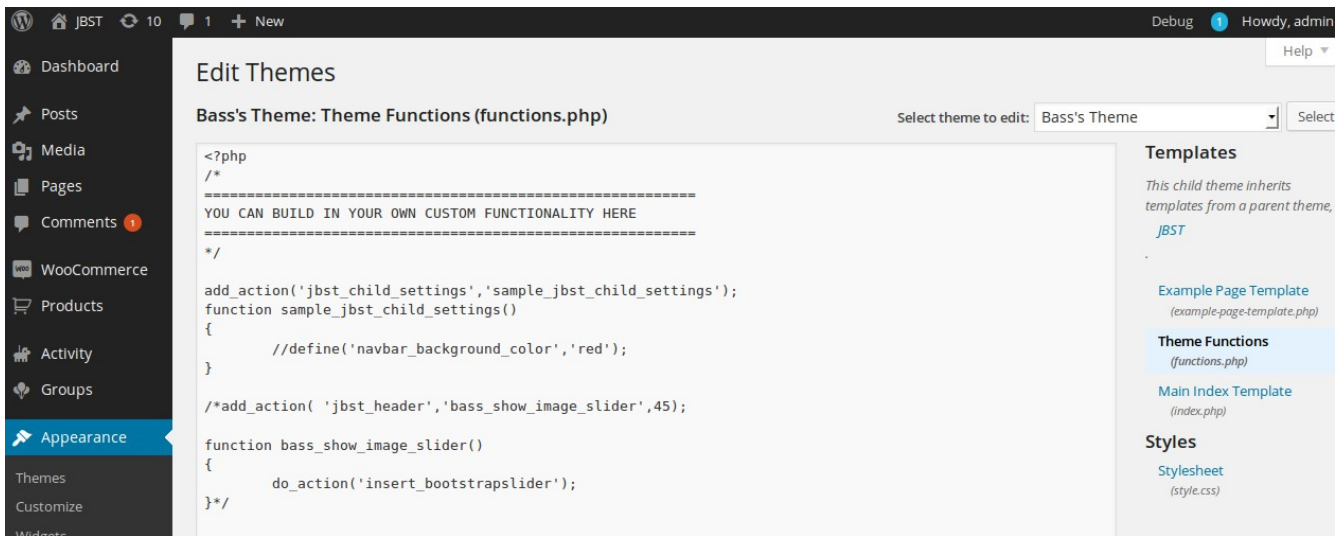 JBST 10 1 + New Debug 1 Howdy, admin
Help
Dashboard
Posts
Media
Pages
Comments 1
WooCommerce
Products
Activity
Groups
Appearance
Themes
Customize
Widgets
Edit Themes
Bass's Theme: Theme Functions (functions.php)
Select theme to edit: Bass's Theme Select
<?php
/*
==========================================================
YOU CAN BUILD IN YOUR OWN CUSTOM FUNCTIONALITY HERE
==========================================================
*/
add_action('jbst_child_settings','sample_jbst_child_settings');
function sample_jbst_child_settings()
{
//define('navbar_background_color','red');
}
/*add_action( 'jbst_header','bass_show_image_slider',45);
function bass_show_image_slider()
{
do_action('insert_bootstrapslider');
}*/
Templates
This child theme inherits
templates from a parent theme,
JBST
.
Example Page Template
(example-page-template.php)
Theme Functions
(functions.php)
Main Index Template
(index.php)
Styles
Stylesheet
(style.css)